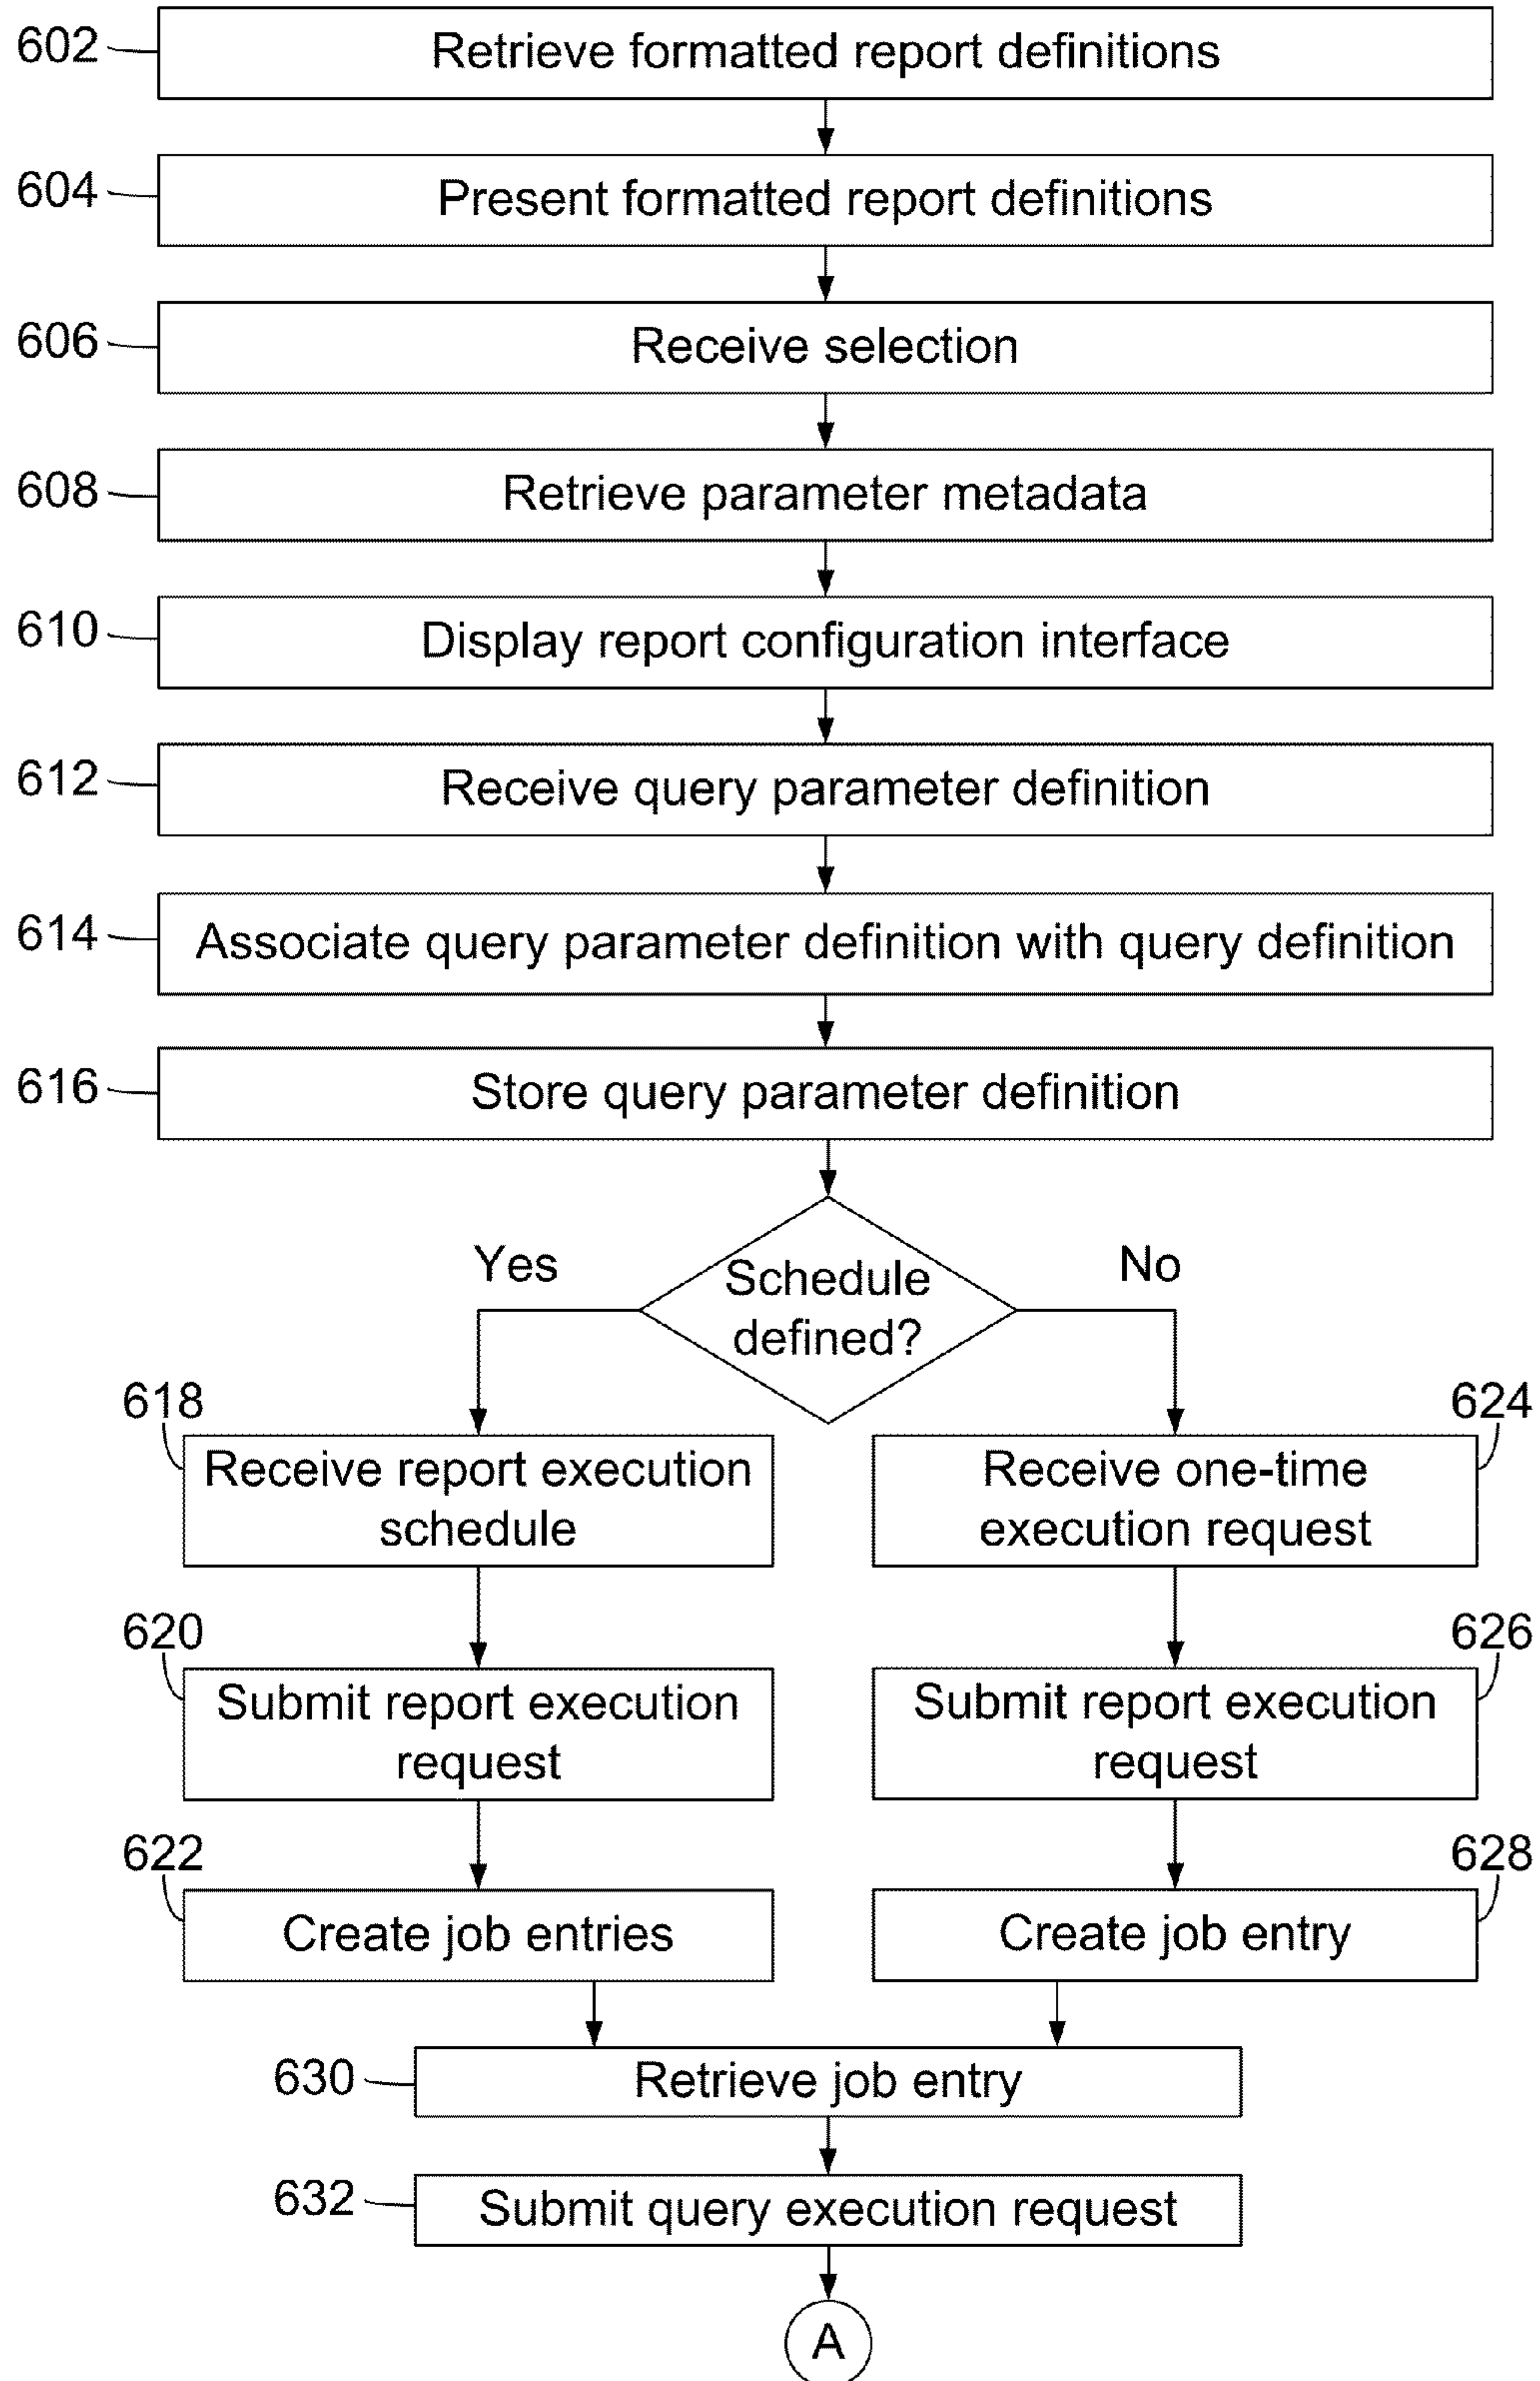 602
Retrieve formatted report definitions
604
Present formatted report definitions
606
Receive selection
608
Retrieve parameter metadata
610
Display report configuration interface
612
Receive query parameter definition
614
Associate query parameter definition with query definition
616
Store query parameter definition
Yes
Schedule
defined?
No
618
Receive report execution
schedule
624
Receive one-time
execution request
620
Submit report execution
request
626
Submit report execution
request
622
Create job entries
628
Create job entry
630
Retrieve job entry
632
Submit query execution request
A